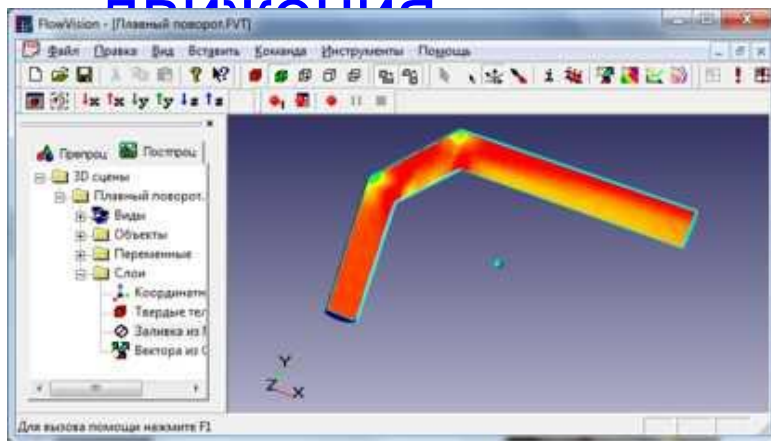 движения
FlowVision - [Плавный поворот.FVT]
Файл Правка Вид Вставить Команда Инструменты Помощь
Препроц Постпроц
3D сцены
Плавный поворот.
Виды
Объекты
Переменные
Слои
Координатн
Твердые тел
Заливка из
Вектора из
Y
Z X
Для вызова помощи нажмите F1